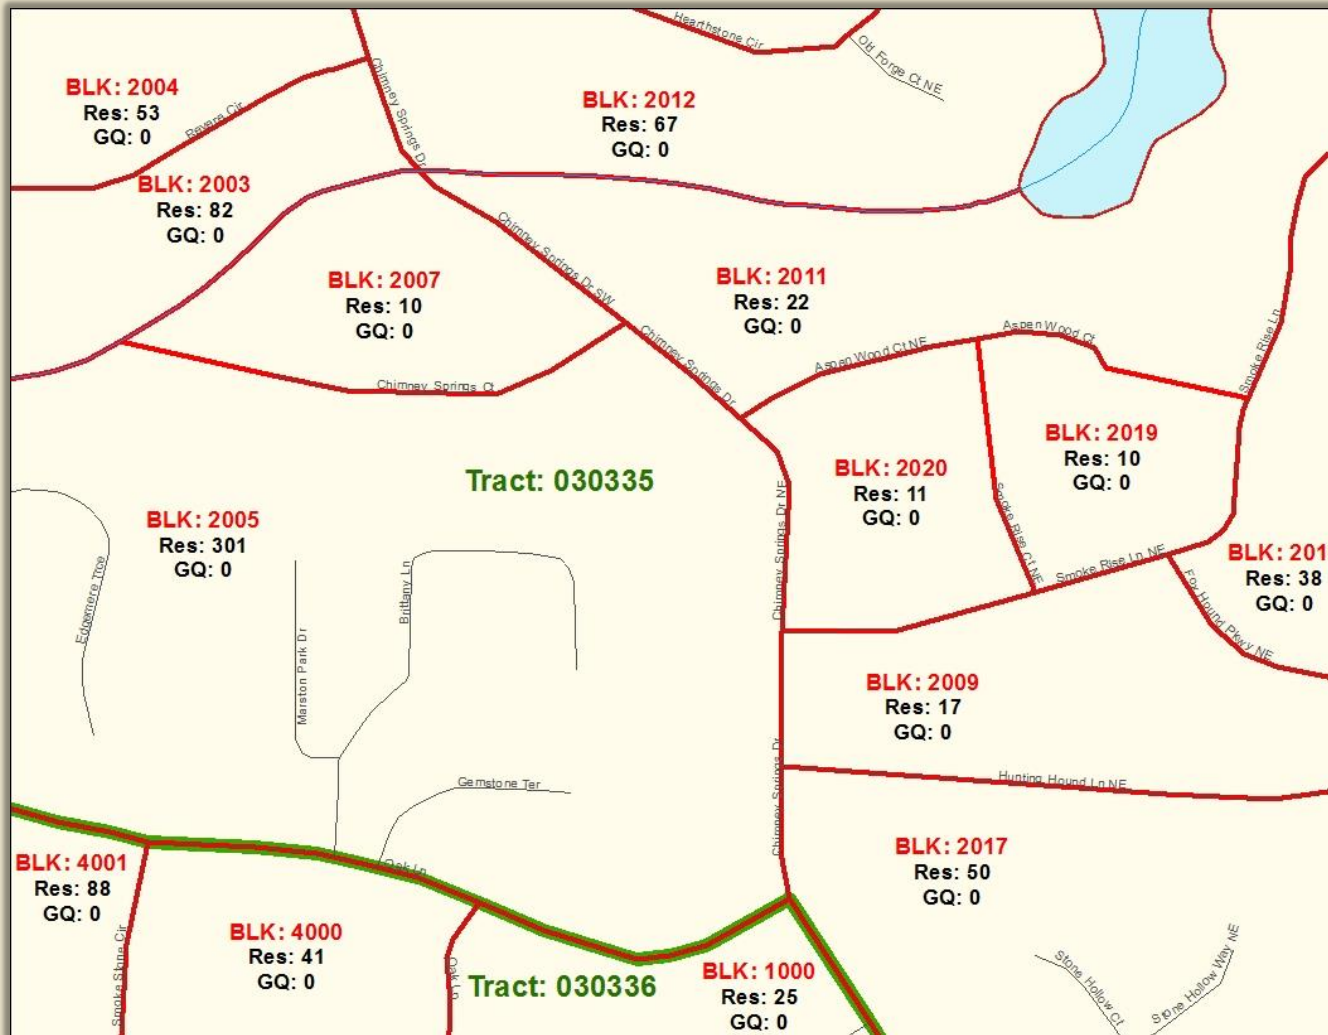 Hearthstone Cir
Old Forge Ct NE
Chimney Springs Dr
BLK: 2004
Res: 53
GQ: 0
Revere Cir
BLK: 2012
Res: 67
GQ: 0
BLK: 2003
Res: 82
GQ: 0
Chimney Springs Dr SW
BLK: 2007
Res: 10
GQ: 0
BLK: 2011
Res: 22
GQ: 0
Chimney Springs Dr
Aspen Wood Ct NE
Aspen Wood Ct
Smoke Rise Ln
Chimney Springs Ct
BLK: 2019
Res: 10
GQ: 0
BLK: 2020
Res: 11
GQ: 0
Tract: 030335
Chimney Springs Dr NE
Smoke Rise Ct NE
BLK: 2005
Res: 301
GQ: 0
Smoke Rise Ln NE
BLK: 201
Res: 38
GQ: 0
Fox Hound Pkwy NE
Edgemere Trce
Brittany Ln
Marston Park Dr
BLK: 2009
Res: 17
GQ: 0
Chimney Springs Dr
Hunting Hound Ln NE
Gemstone Ter
BLK: 2017
Res: 50
GQ: 0
Oak Ln
BLK: 4001
Res: 88
GQ: 0
Smoke Stone Cir
BLK: 4000
Res: 41
GQ: 0
Oak Ln
Tract: 030336
BLK: 1000
Res: 25
GQ: 0
Stone Hollow Ct
Stone Hollow Way NE